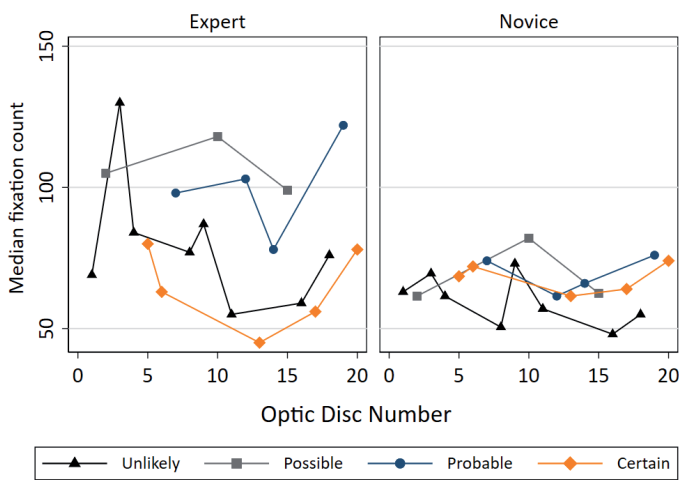 Expert Novice
150
100
50
Median fixation count
0 5 10 15 20 0 5 10 15 20
Optic Disc Number
Unlikely Possible Probable Certain